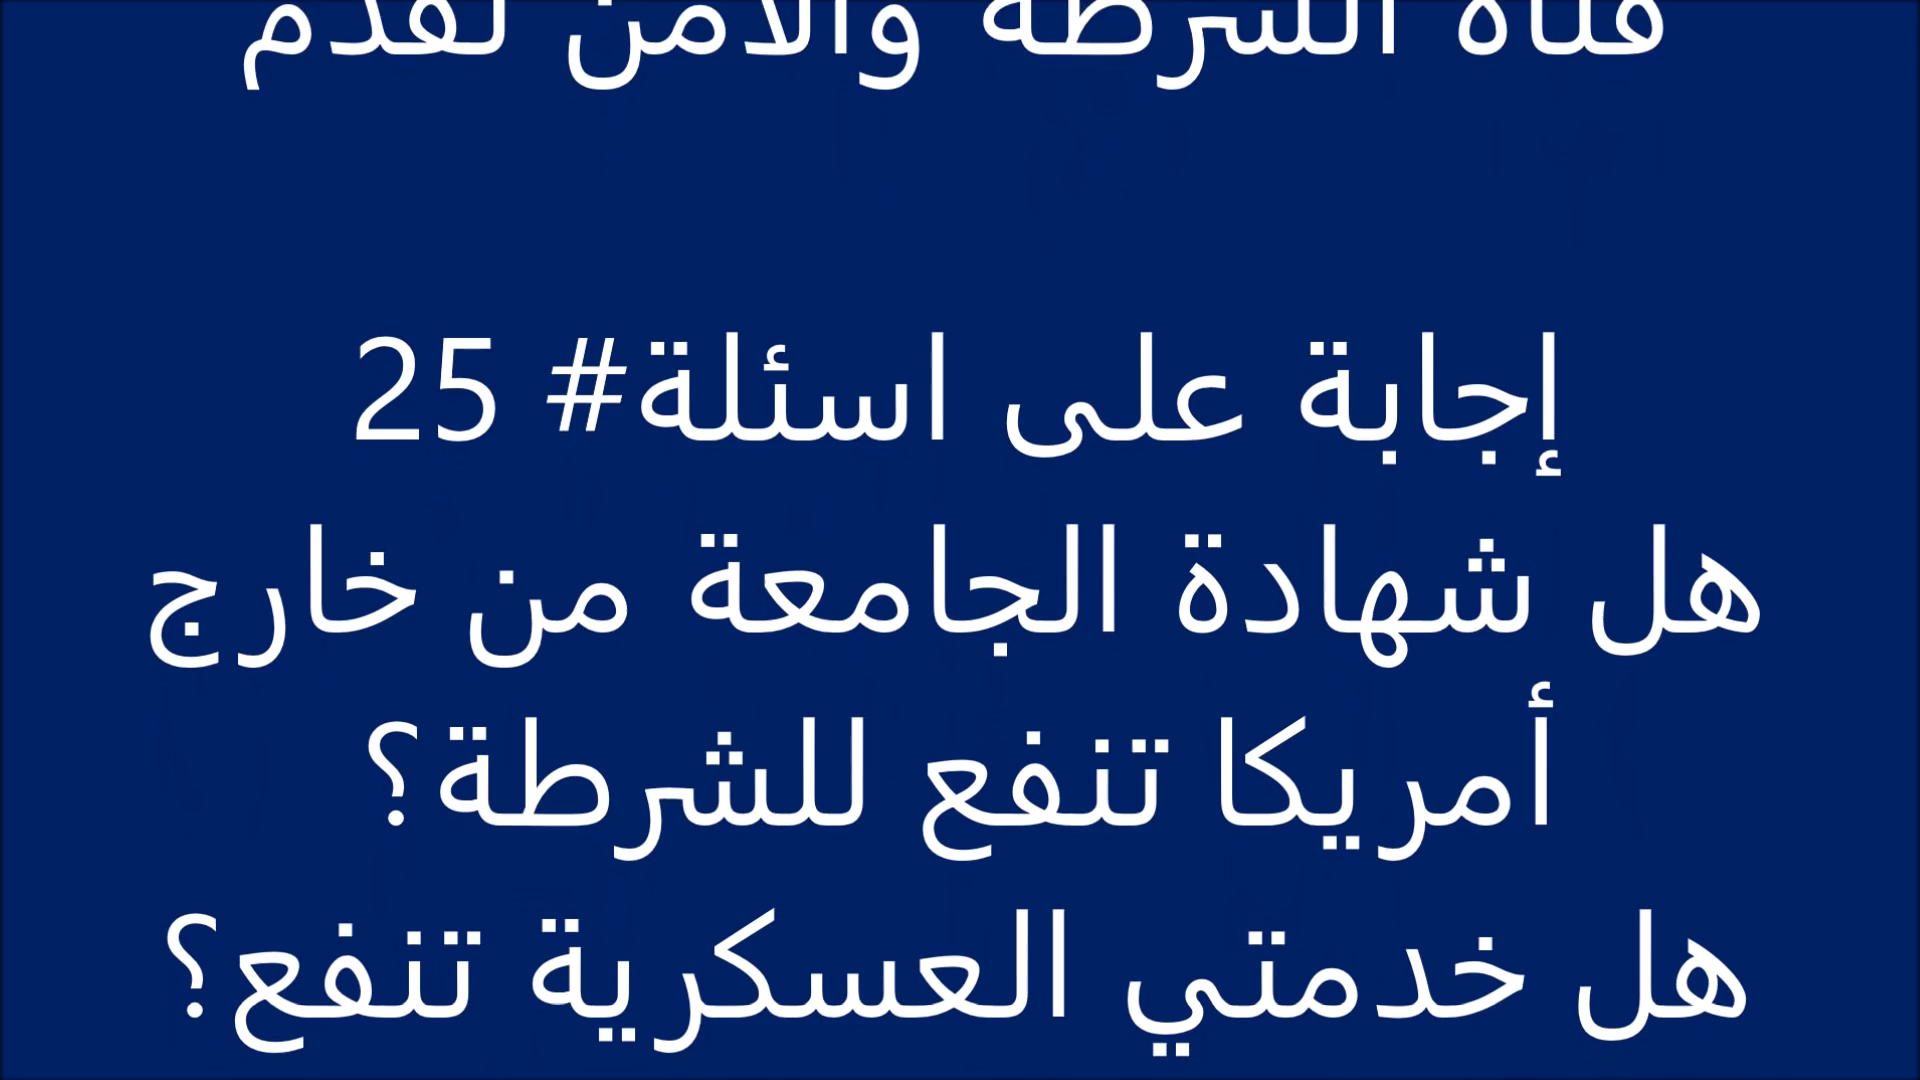 قناة الشرطة والأمن تقدم
إجابة على اسئلة# 25
هل شهادة الجامعة من خارج
أمريكا تنفع للشرطة؟
هل خدمتي العسكرية تنفع؟